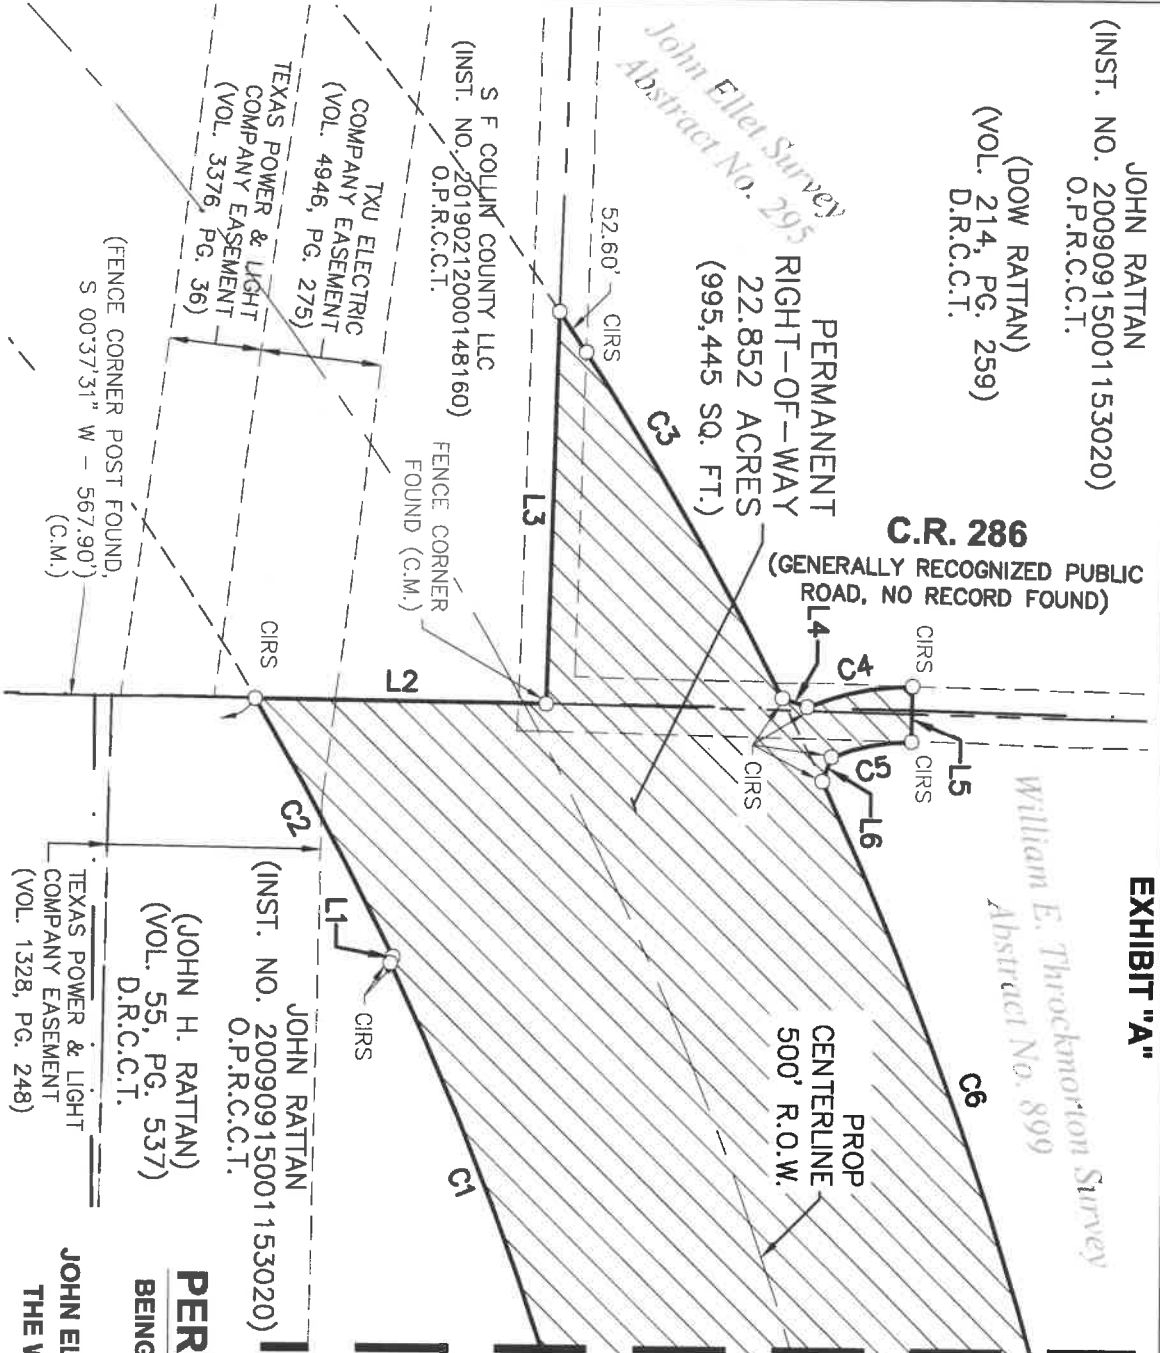 EXHIBIT "A"
JOHN RATTAN
(INST. NO. 20090915001153020)
O.P.R.C.C.T.
(DOW RATTAN)
(VOL. 214, PG. 259)
D.R.C.C.T.
C.R. 286
(GENERALLY RECOGNIZED PUBLIC
ROAD, NO RECORD FOUND)
William E. Throckmorton Survey
Abstract No. 899
John Ellet Survey
Abstract No. 295
PERMANENT
RIGHT-OF-WAY
22.852 ACRES
(995,445 SQ. FT.)
PROP
CENTERLINE
500' R.O.W.
52.60'
CIRS
C3
L3
L4
C4
CIRS
L5
CIRS
C5
L6
CIRS
C6
S F COLLIN COUNTY LLC
(INST. NO. 20190212000148160)
O.P.R.C.C.T.
FENCE CORNER
FOUND (C.M.)
TXU ELECTRIC
COMPANY EASEMENT
(VOL. 4946, PG. 275)
TEXAS POWER & LIGHT
COMPANY EASEMENT
(VOL. 3376, PG. 36)
(FENCE CORNER POST FOUND,
S 00°37'31" W - 567.90')
(C.M.)
CIRS
L2
C2
L1
CIRS
C1
JOHN RATTAN
(INST. NO. 20090915001153020)
O.P.R.C.C.T.
(JOHN H. RATTAN)
(VOL. 55, PG. 537)
D.R.C.C.T.
TEXAS POWER & LIGHT
COMPANY EASEMENT
(VOL. 1328, PG. 248)
PER
BEING
JOHN EL
THE